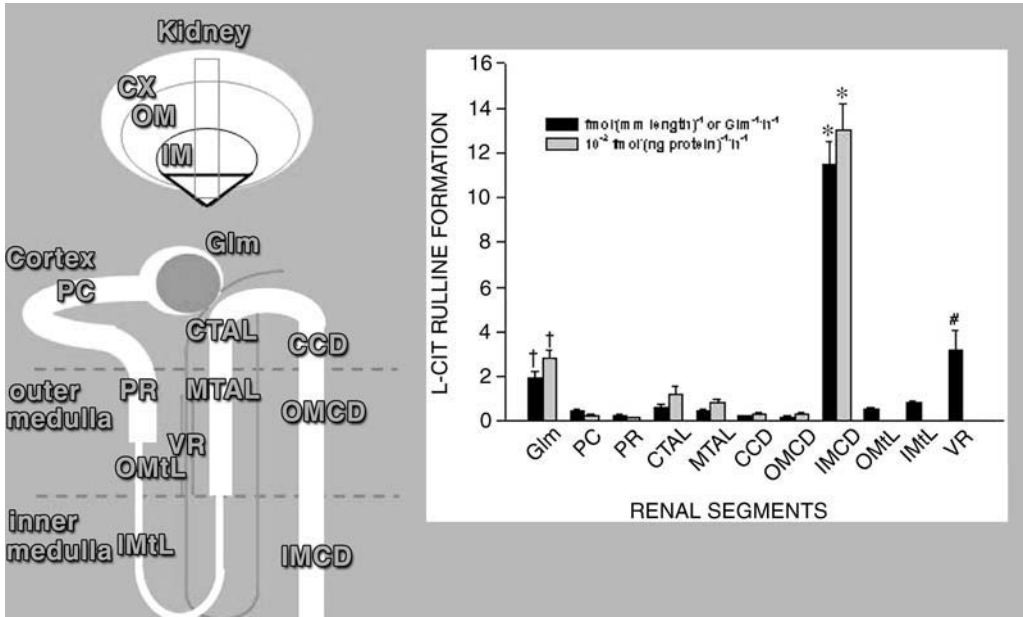 Kidney
CX
OM
IM
Glm
Cortex
PC
CTAL
CCD
outer
medulla
PR
MTAL
OMCD
VR
OMtL
inner
medulla
IMtL
IMCD
16
14
12
10
8
6
4
2
0
L-CIT RULLINE FORMATION
fmol(mm length)⁻¹ or Glm⁻¹·h⁻¹
10⁻² fmol(ng protein)⁻¹·h⁻¹
† † * * #
Glm PC PR CTAL MTAL CCD OMCD IMCD OMtL IMtL VR
RENAL SEGMENTS